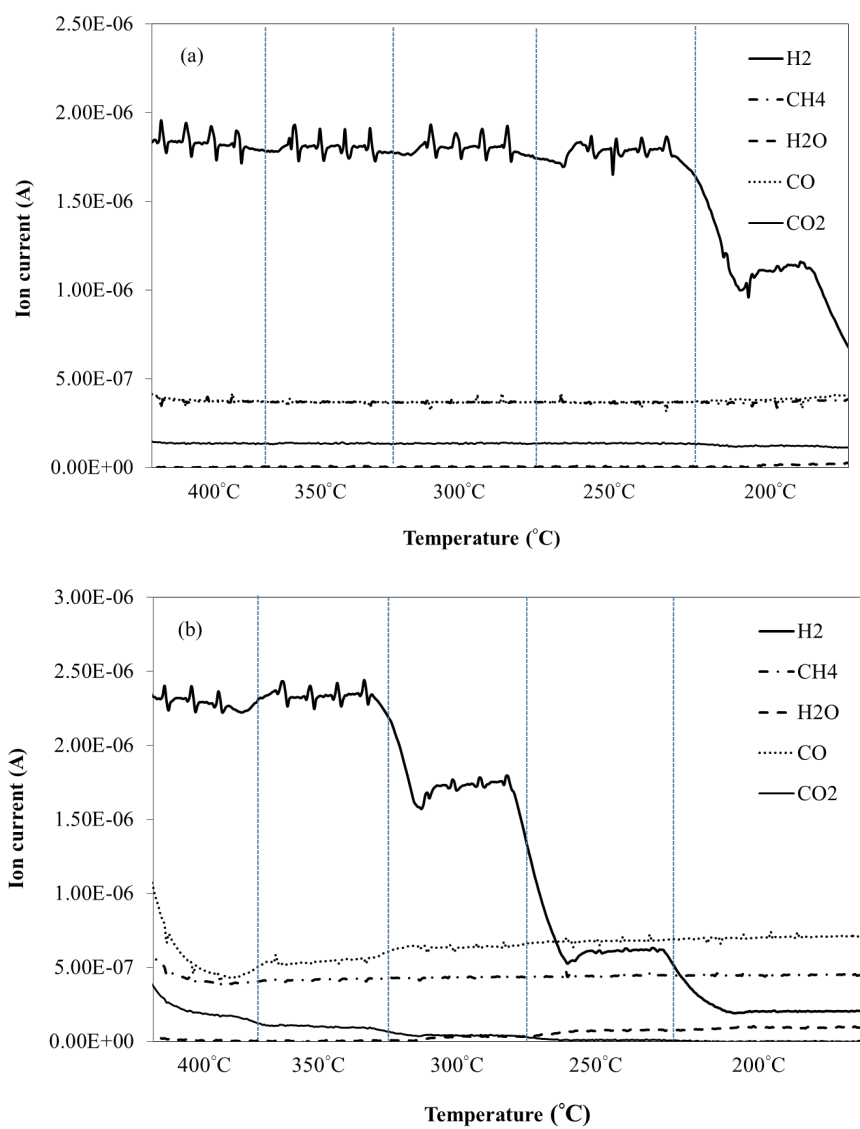 2.50E-06
2.00E-06
1.50E-06
1.00E-06
5.00E-07
0.00E+00
Ion current (A)
(a)
H2
CH4
H2O
CO
CO2
400˚C 350˚C 300˚C 250˚C 200˚C
Temperature (˚C)
3.00E-06
2.50E-06
2.00E-06
1.50E-06
1.00E-06
5.00E-07
0.00E+00
Ion current (A)
(b)
H2
CH4
H2O
CO
CO2
400˚C 350˚C 300˚C 250˚C 200˚C
Temperature (˚C)